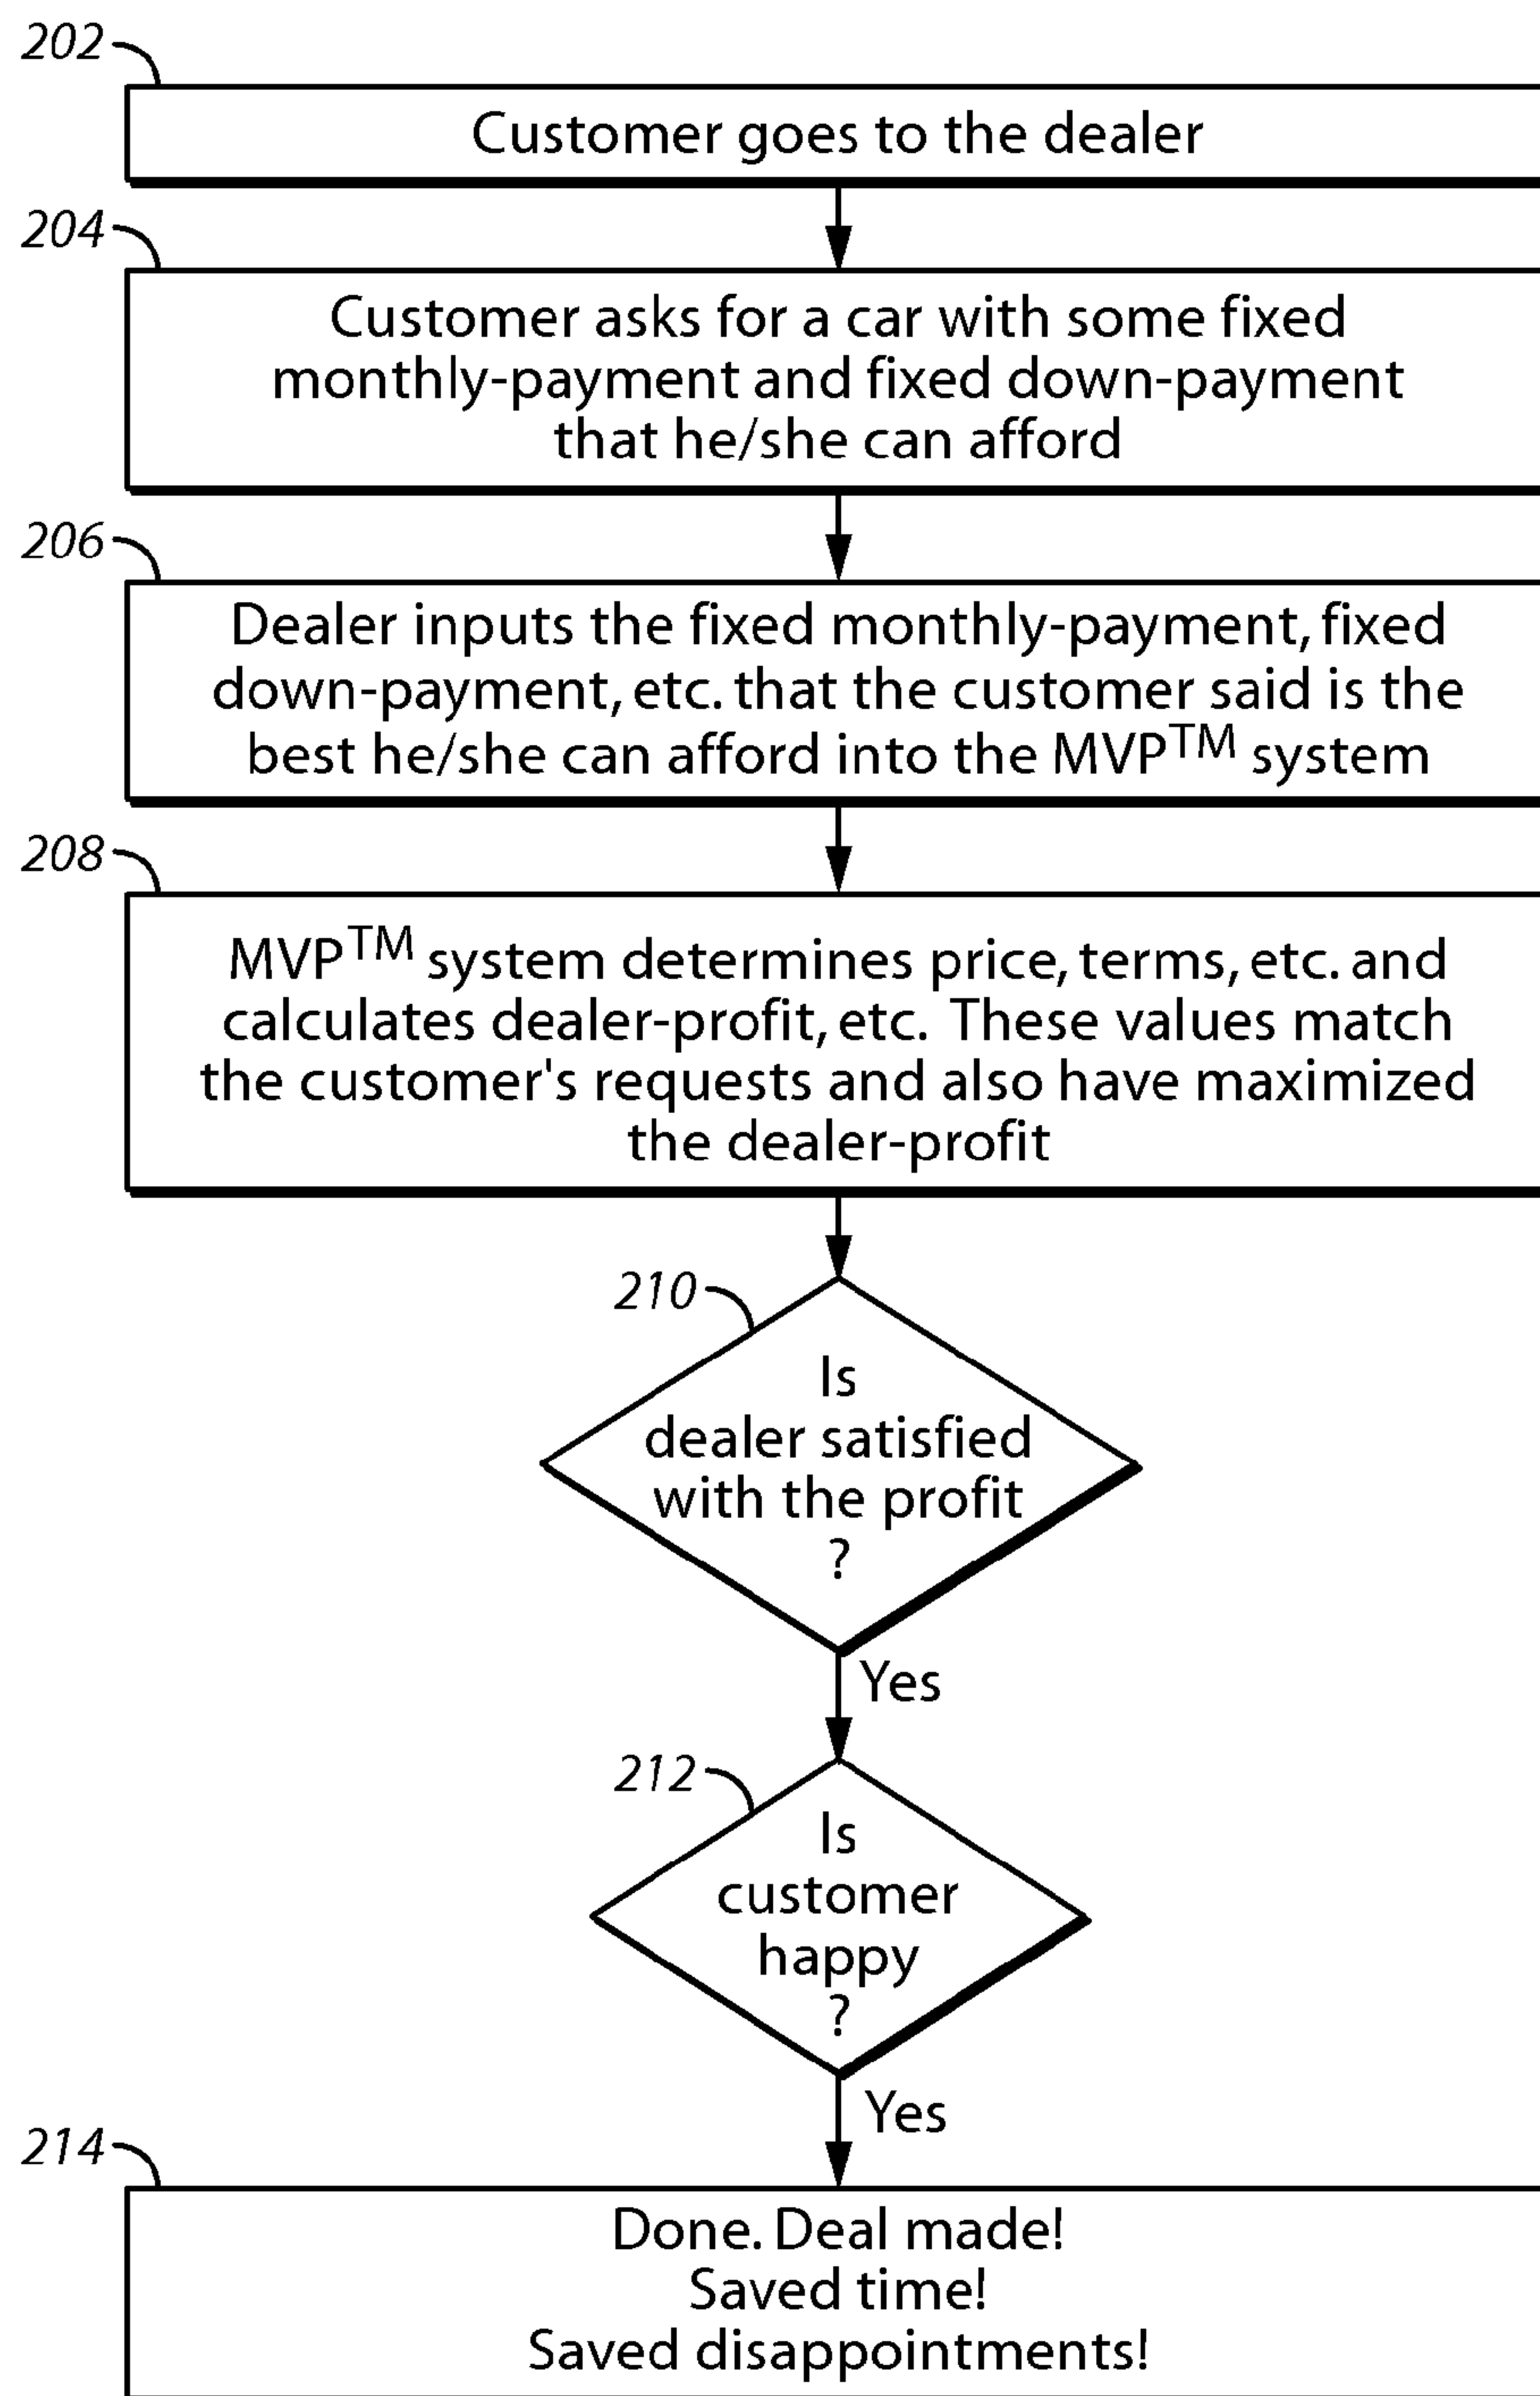 202
Customer goes to the dealer
204
Customer asks for a car with some fixed
monthly-payment and fixed down-payment
that he/she can afford
206
Dealer inputs the fixed monthly-payment, fixed
down-payment, etc. that the customer said is the
best he/she can afford into the MVP™ system
208
MVP™ system determines price, terms, etc. and
calculates dealer-profit, etc. These values match
the customer's requests and also have maximized
the dealer-profit
210
Is
dealer satisfied
with the profit
?
Yes
212
Is
customer
happy
?
Yes
214
Done. Deal made!
Saved time!
Saved disappointments!